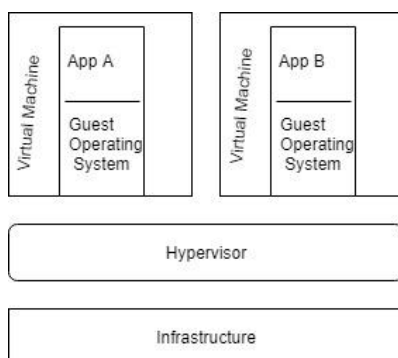 Virtual Machine
App A
Guest
Operating
System
Virtual Machine
App B
Guest
Operating
System
Hypervisor
Infrastructure